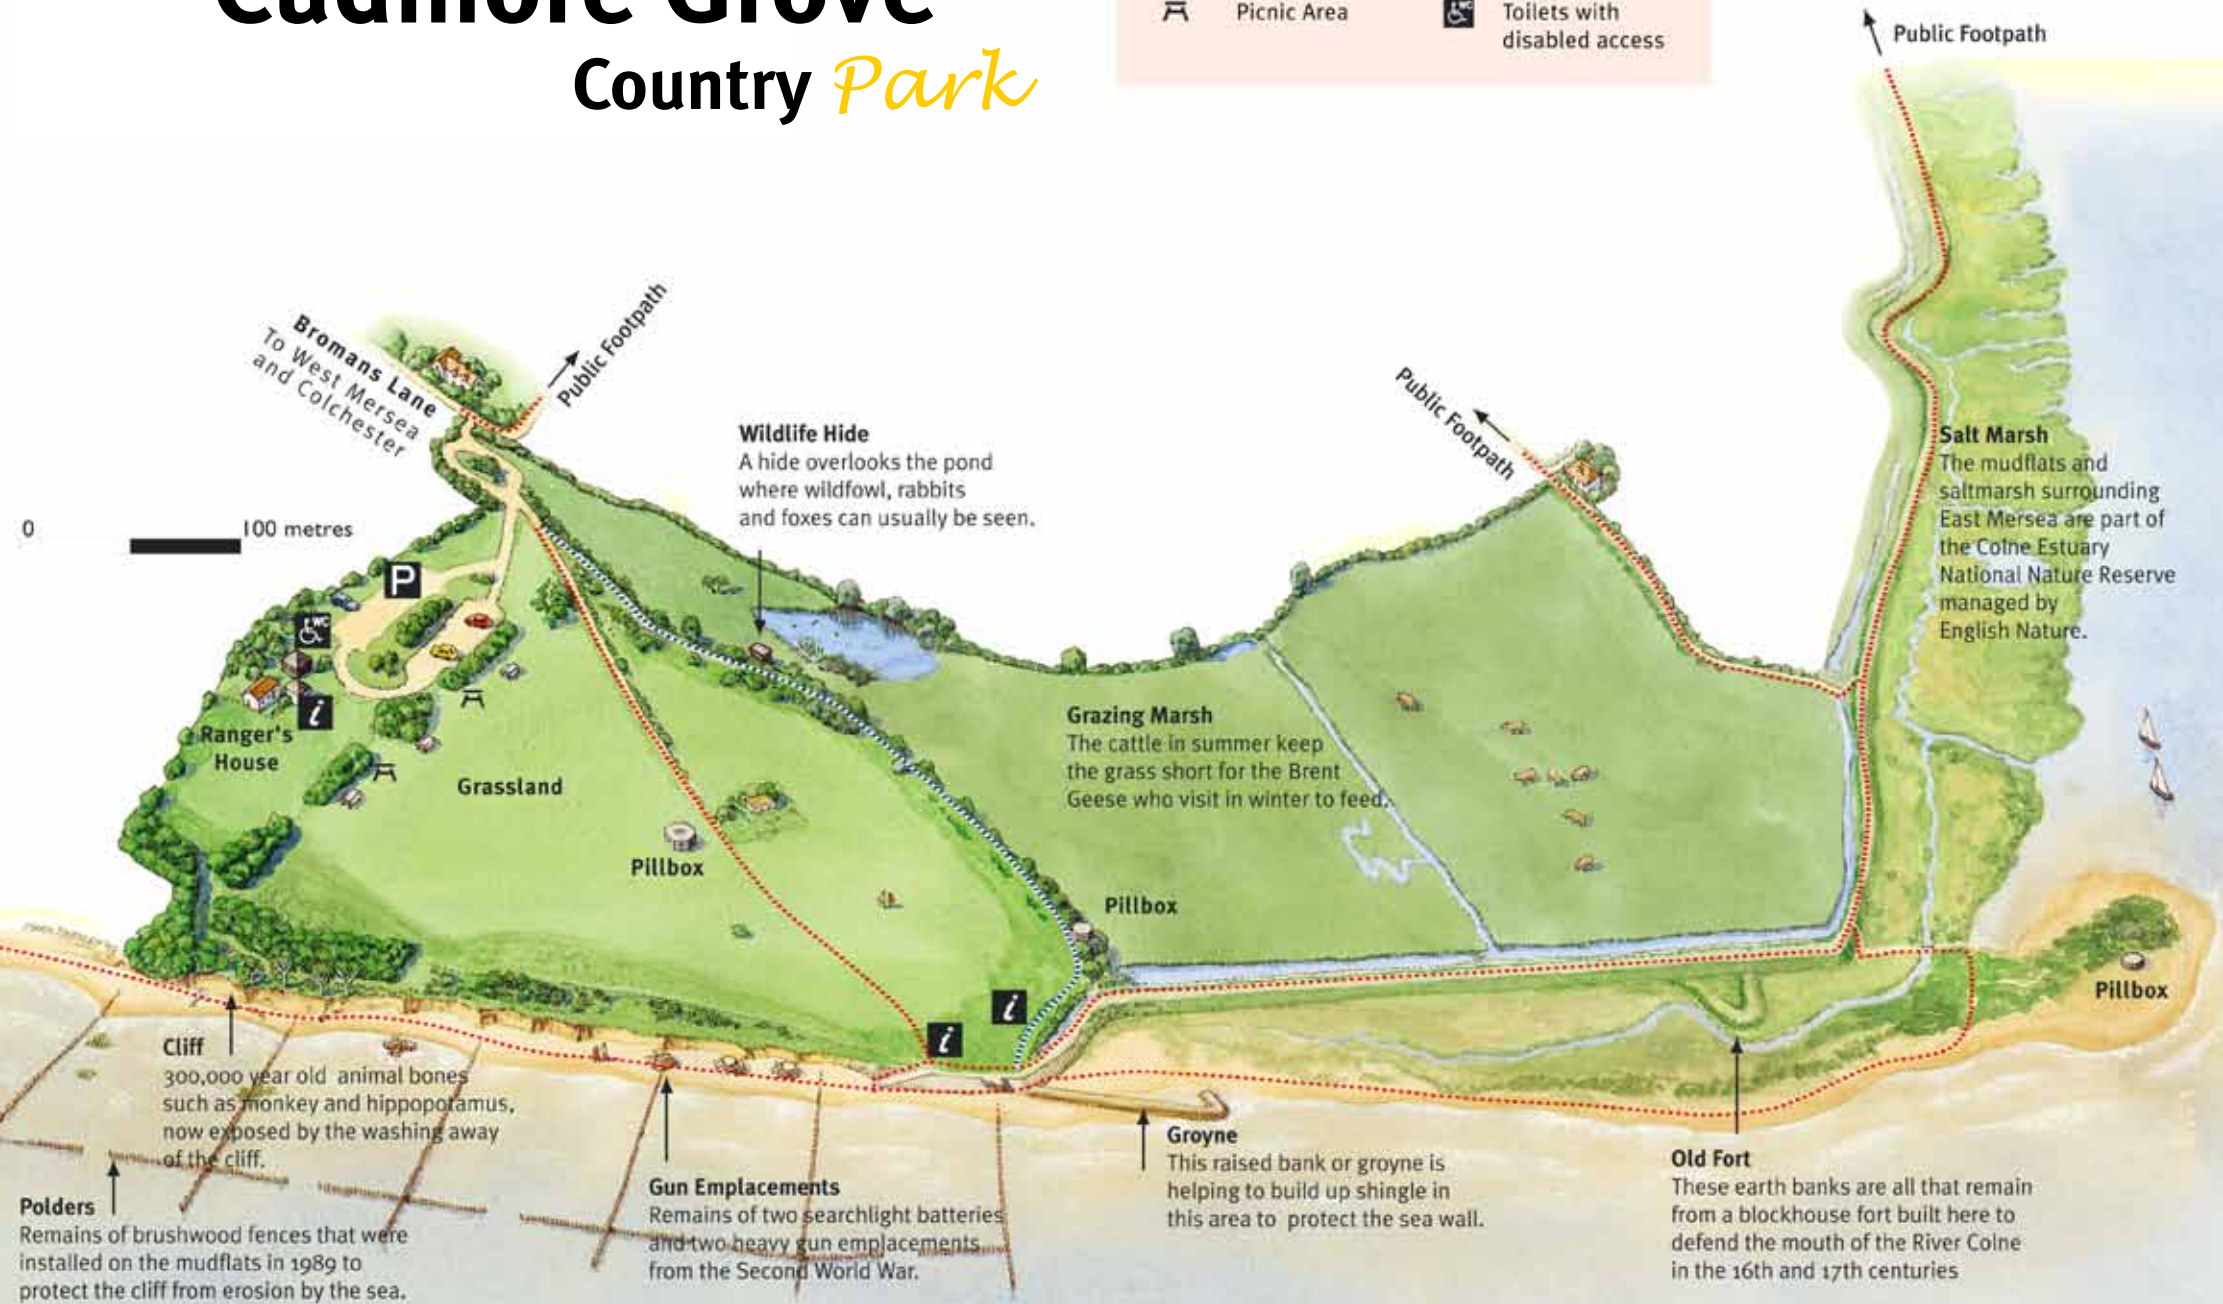 Cudmore Grove
Country Park
Picnic Area
Toilets with
disabled access
Public Footpath
Bromans Lane
To West Mersea
and Colchester
Public Footpath
Public Footpath
Wildlife Hide
A hide overlooks the pond
where wildfowl, rabbits
and foxes can usually be seen.
Salt Marsh
The mudflats and
saltmarsh surrounding
East Mersea are part of
the Colne Estuary
National Nature Reserve
managed by
English Nature.
0 100 metres
P
WC
i
Ranger's
House
Grassland
Grazing Marsh
The cattle in summer keep
the grass short for the Brent
Geese who visit in winter to feed.
Pillbox
Pillbox
Pillbox
i
i
Cliff
300,000 year old animal bones
such as monkey and hippopotamus,
now exposed by the washing away
of the cliff.
Polders
Remains of brushwood fences that were
installed on the mudflats in 1989 to
protect the cliff from erosion by the sea.
Gun Emplacements
Remains of two searchlight batteries
and two heavy gun emplacements
from the Second World War.
Groyne
This raised bank or groyne is
helping to build up shingle in
this area to protect the sea wall.
Old Fort
These earth banks are all that remain
from a blockhouse fort built here to
defend the mouth of the River Colne
in the 16th and 17th centuries